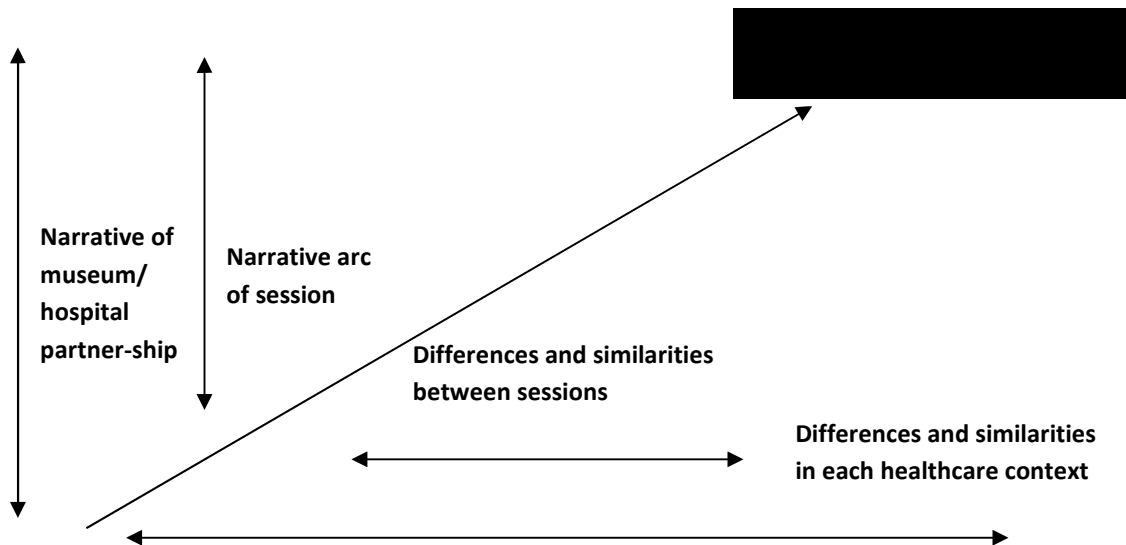 Narrative of
museum/
hospital
partner-ship
Narrative arc
of session
Differences and similarities
between sessions
Differences and similarities
in each healthcare context